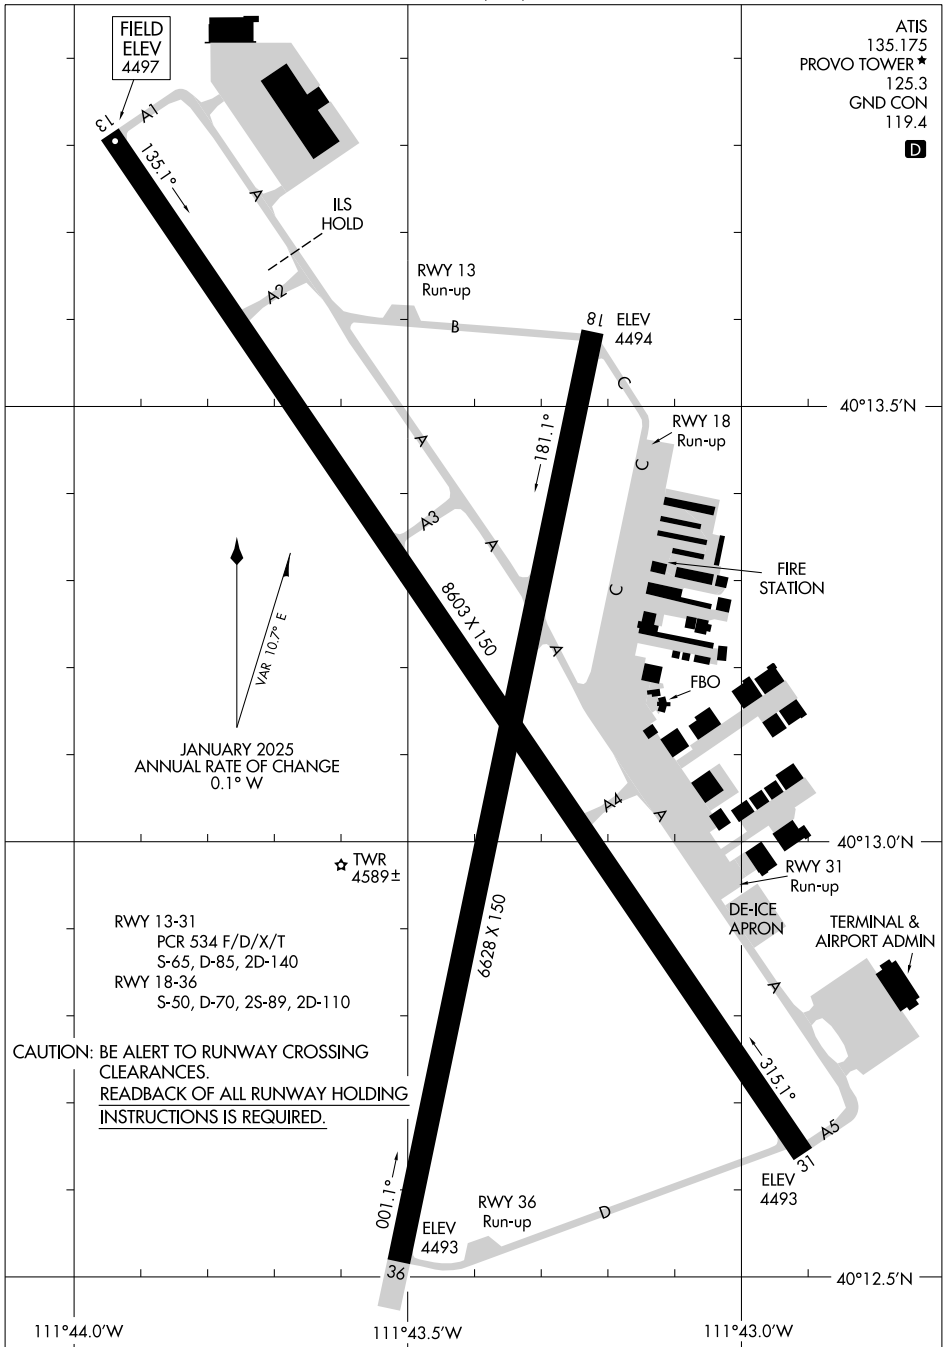 FIELD
ELEV
4497
ATIS
135.175
PROVO TOWER★
125.3
GND CON
119.4
D
13
A1
135.1°
A
ILS
HOLD
A2
RWY 13
Run-up
B
18
ELEV
4494
C
40°13.5'N
RWY 18
Run-up
181.1°
A
C
A3
A
FIRE
STATION
C
8603 X 150
VAR 10.7° E
A
FBO
JANUARY 2025
ANNUAL RATE OF CHANGE
0.1° W
A4
A
40°13.0'N
TWR
4589±
RWY 31
Run-up
6628 X 150
DE-ICE
APRON
TERMINAL &
AIRPORT ADMIN
RWY 13-31
PCR 534 F/D/X/T
S-65, D-85, 2D-140
RWY 18-36
S-50, D-70, 2S-89, 2D-110
A
CAUTION: BE ALERT TO RUNWAY CROSSING
CLEARANCES.
READBACK OF ALL RUNWAY HOLDING
INSTRUCTIONS IS REQUIRED.
315.1°
A5
31
ELEV
4493
001.1°
RWY 36
Run-up
D
ELEV
4493
36
40°12.5'N
111°44.0'W
111°43.5'W
111°43.0'W